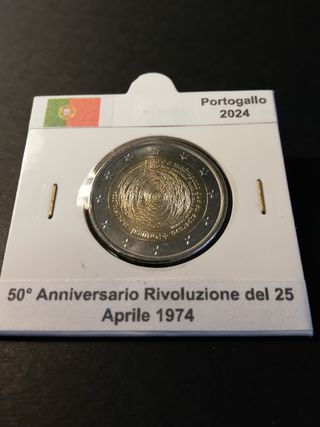 Portogallo
2024
50° Anniversario Rivoluzione del 25
Aprile 1974